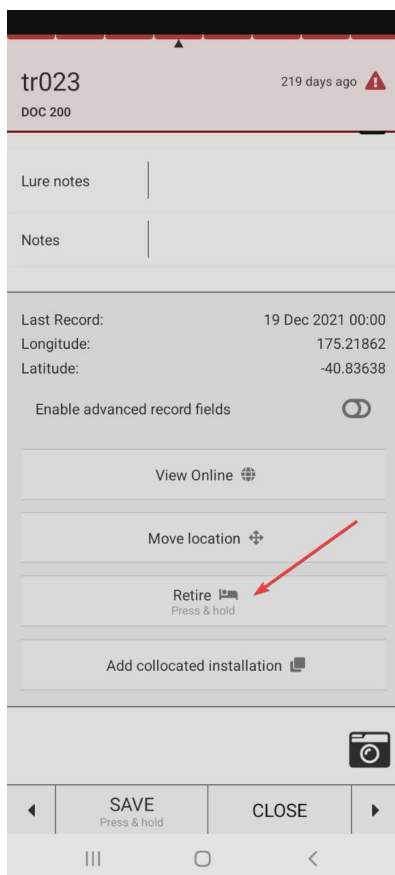 tr023
219 days ago
DOC 200
Lure notes
Notes
Last Record: 19 Dec 2021 00:00
Longitude: 175.21862
Latitude: -40.83638
Enable advanced record fields
View Online
Move location
Retire
Press & hold
Add collocated installation
SAVE
Press & hold
CLOSE